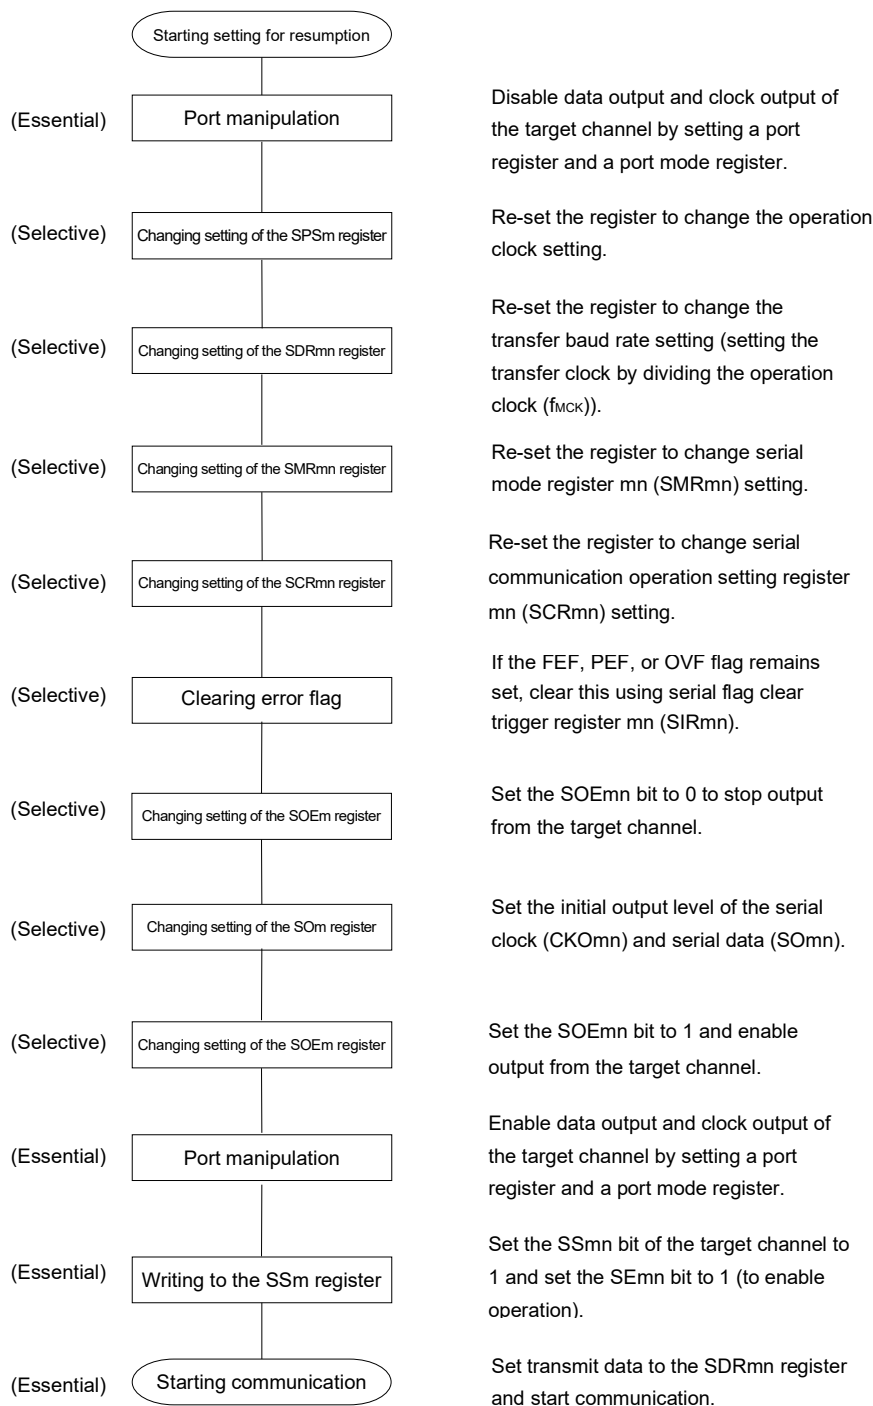 Starting setting for resumption
(Essential)
Port manipulation
Disable data output and clock output of
the target channel by setting a port
register and a port mode register.
(Selective)
Changing setting of the SPSm register
Re-set the register to change the operation
clock setting.
(Selective)
Changing setting of the SDRmn register
Re-set the register to change the
transfer baud rate setting (setting the
transfer clock by dividing the operation
clock (fMCK)).
(Selective)
Changing setting of the SMRmn register
Re-set the register to change serial
mode register mn (SMRmn) setting.
(Selective)
Changing setting of the SCRmn register
Re-set the register to change serial
communication operation setting register
mn (SCRmn) setting.
(Selective)
Clearing error flag
If the FEF, PEF, or OVF flag remains
set, clear this using serial flag clear
trigger register mn (SIRmn).
(Selective)
Changing setting of the SOEm register
Set the SOEmn bit to 0 to stop output
from the target channel.
(Selective)
Changing setting of the SOm register
Set the initial output level of the serial
clock (CKOmn) and serial data (SOmn).
(Selective)
Changing setting of the SOEm register
Set the SOEmn bit to 1 and enable
output from the target channel.
(Essential)
Port manipulation
Enable data output and clock output of
the target channel by setting a port
register and a port mode register.
(Essential)
Writing to the SSm register
Set the SSmn bit of the target channel to
1 and set the SEmn bit to 1 (to enable
operation).
(Essential)
Starting communication
Set transmit data to the SDRmn register
and start communication.